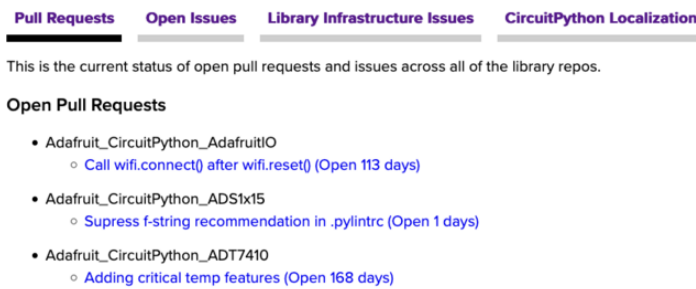 Pull Requests Open Issues Library Infrastructure Issues CircuitPython Localization
This is the current status of open pull requests and issues across all of the library repos.
Open Pull Requests
• Adafruit_CircuitPython_AdafruitIO
◦ Call wifi.connect() after wifi.reset() (Open 113 days)
• Adafruit_CircuitPython_ADS1x15
◦ Supress f-string recommendation in .pylintrc (Open 1 days)
• Adafruit_CircuitPython_ADT7410
◦ Adding critical temp features (Open 168 days)